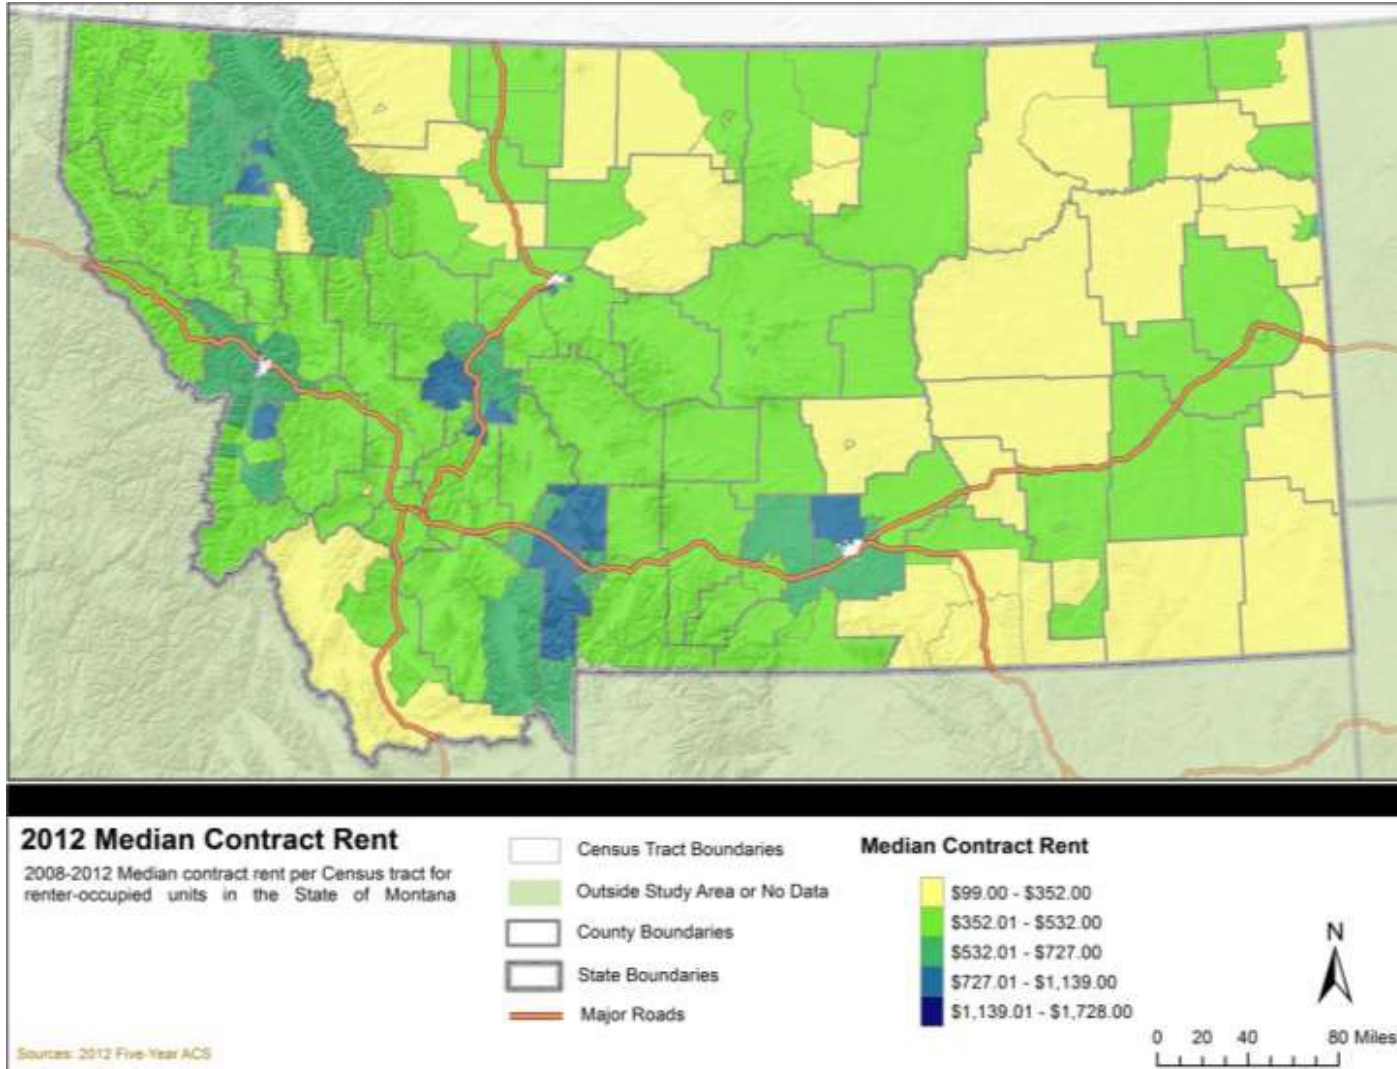 2012 Median Contract Rent
2008-2012 Median contract rent per Census tract for
renter-occupied units in the State of Montana
Sources: 2012 Five-Year ACS
Census Tract Boundaries
Outside Study Area or No Data
County Boundaries
State Boundaries
Major Roads
Median Contract Rent
$99.00 - $352.00
$352.01 - $532.00
$532.01 - $727.00
$727.01 - $1,139.00
$1,139.01 - $1,728.00
N
0 20 40 80 Miles